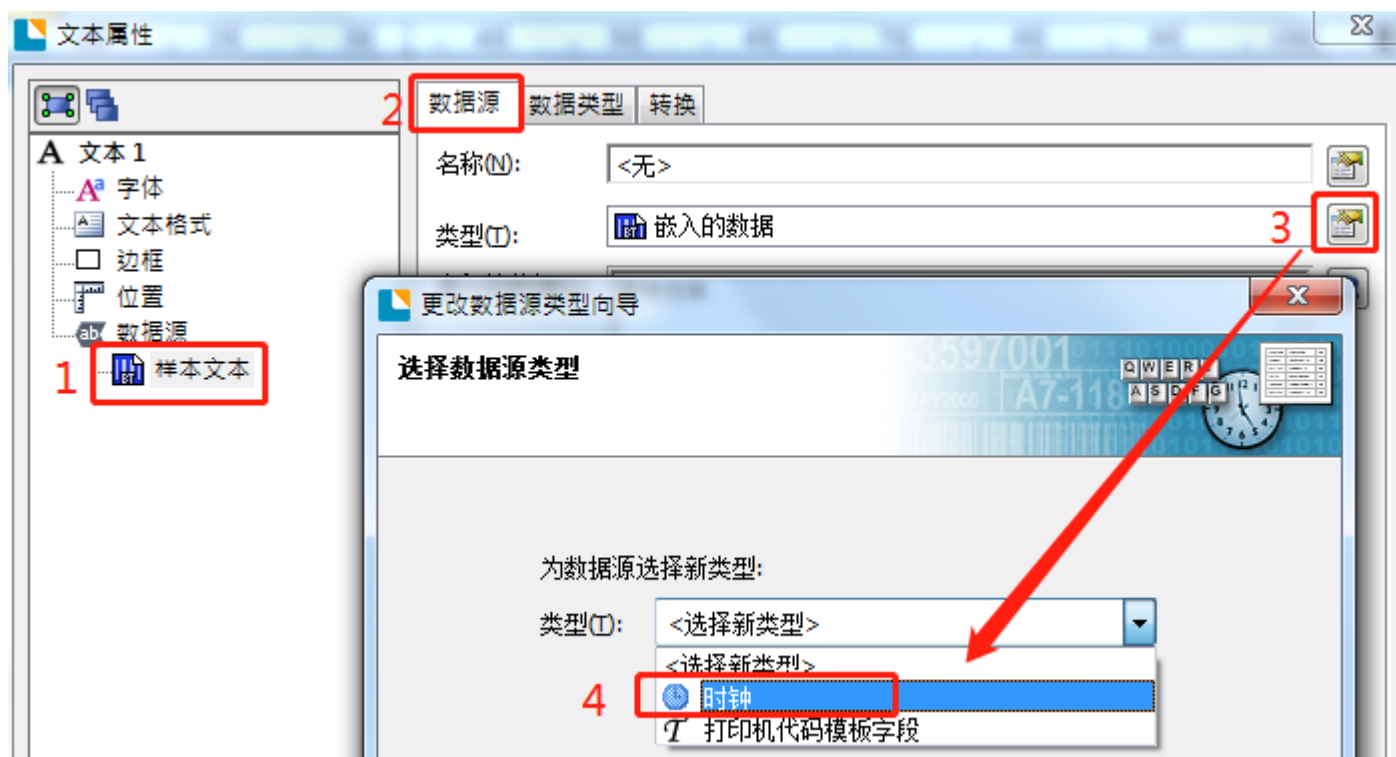 文本属性
2
数据源
数据类型
转换
文本 1
字体
文本格式
边框
位置
数据源
1
样本文本
名称(N):
<无>
类型(T):
嵌入的数据
3
更改数据源类型向导
选择数据源类型
3597001
A7-118
为数据源选择新类型:
类型(T):
<选择新类型>
<选择新类型>
4
时钟
打印机代码模板字段